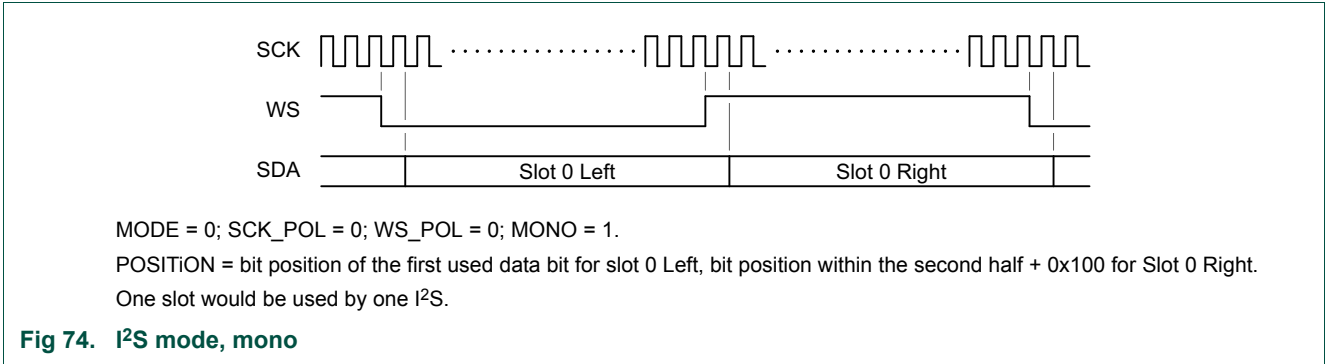 SCK
WS
SDA Slot 0 Left Slot 0 Right
MODE = 0; SCK_POL = 0; WS_POL = 0; MONO = 1.
POSITiON = bit position of the first used data bit for slot 0 Left, bit position within the second half + 0x100 for Slot 0 Right.
One slot would be used by one I²S.
Fig 74. I²S mode, mono